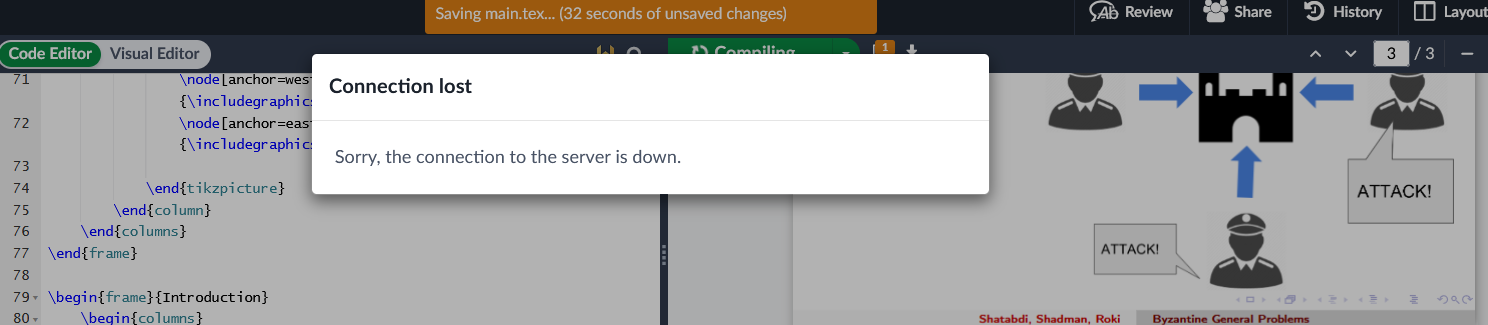 Saving main.tex... (32 seconds of unsaved changes)
Review
Share
History
Layout
Code Editor
Visual Editor
Compiling
1
3 / 3
Connection lost
Sorry, the connection to the server is down.
71 \node[anchor=wes
{\includegraphics
72 \node[anchor=eas
{\includegraphics
73
74 \end{tikzpicture}
75 \end{column}
76 \end{columns}
77 \end{frame}
78
79 \begin{frame}{Introduction}
80 \begin{columns}
ATTACK!
ATTACK!
Shatabdi, Shadman, Roki
Byzantine General Problems